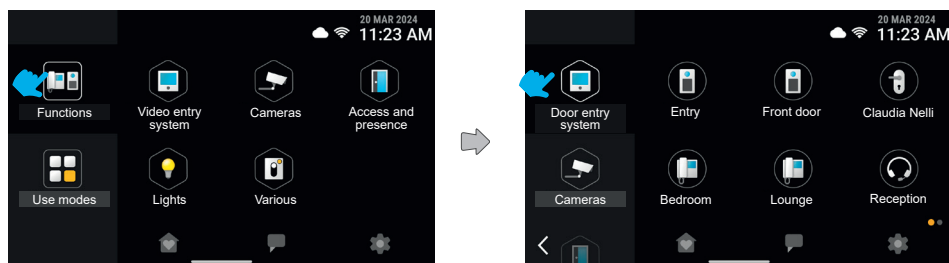 20 MAR 2024
11:23 AM
Functions
Video entry
system
Cameras
Access and
presence
Use modes
Lights
Various
20 MAR 2024
11:23 AM
Door entry
system
Entry
Front door
Claudia Nelli
Cameras
Bedroom
Lounge
Reception